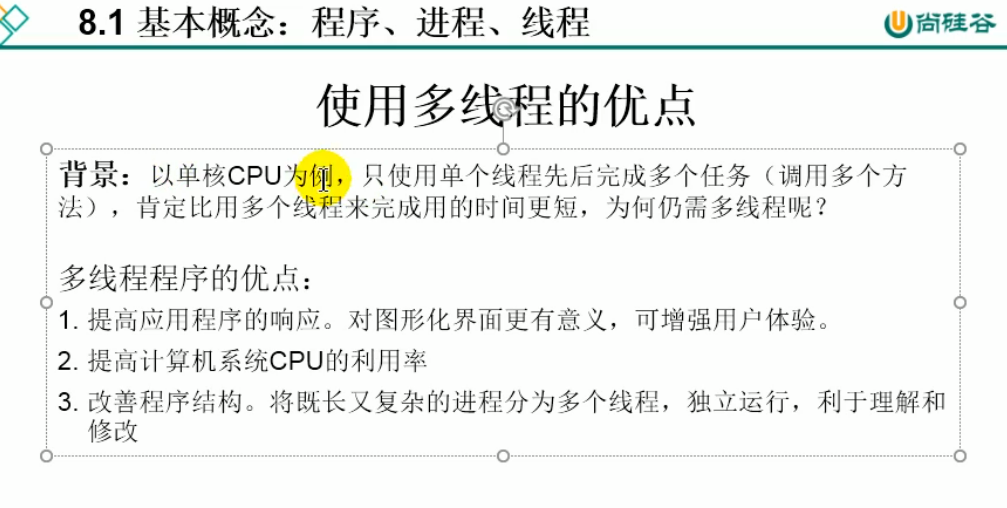 8.1 基本概念：程序、进程、线程
尚硅谷
使用多线程的优点
背景：以单核CPU为例，只使用单个线程先后完成多个任务（调用多个方
法），肯定比用多个线程来完成用的时间更短，为何仍需多线程呢？
多线程程序的优点：
1. 提高应用程序的响应。对图形化界面更有意义，可增强用户体验。
2. 提高计算机系统CPU的利用率
3. 改善程序结构。将既长又复杂的进程分为多个线程，独立运行，利于理解和
修改